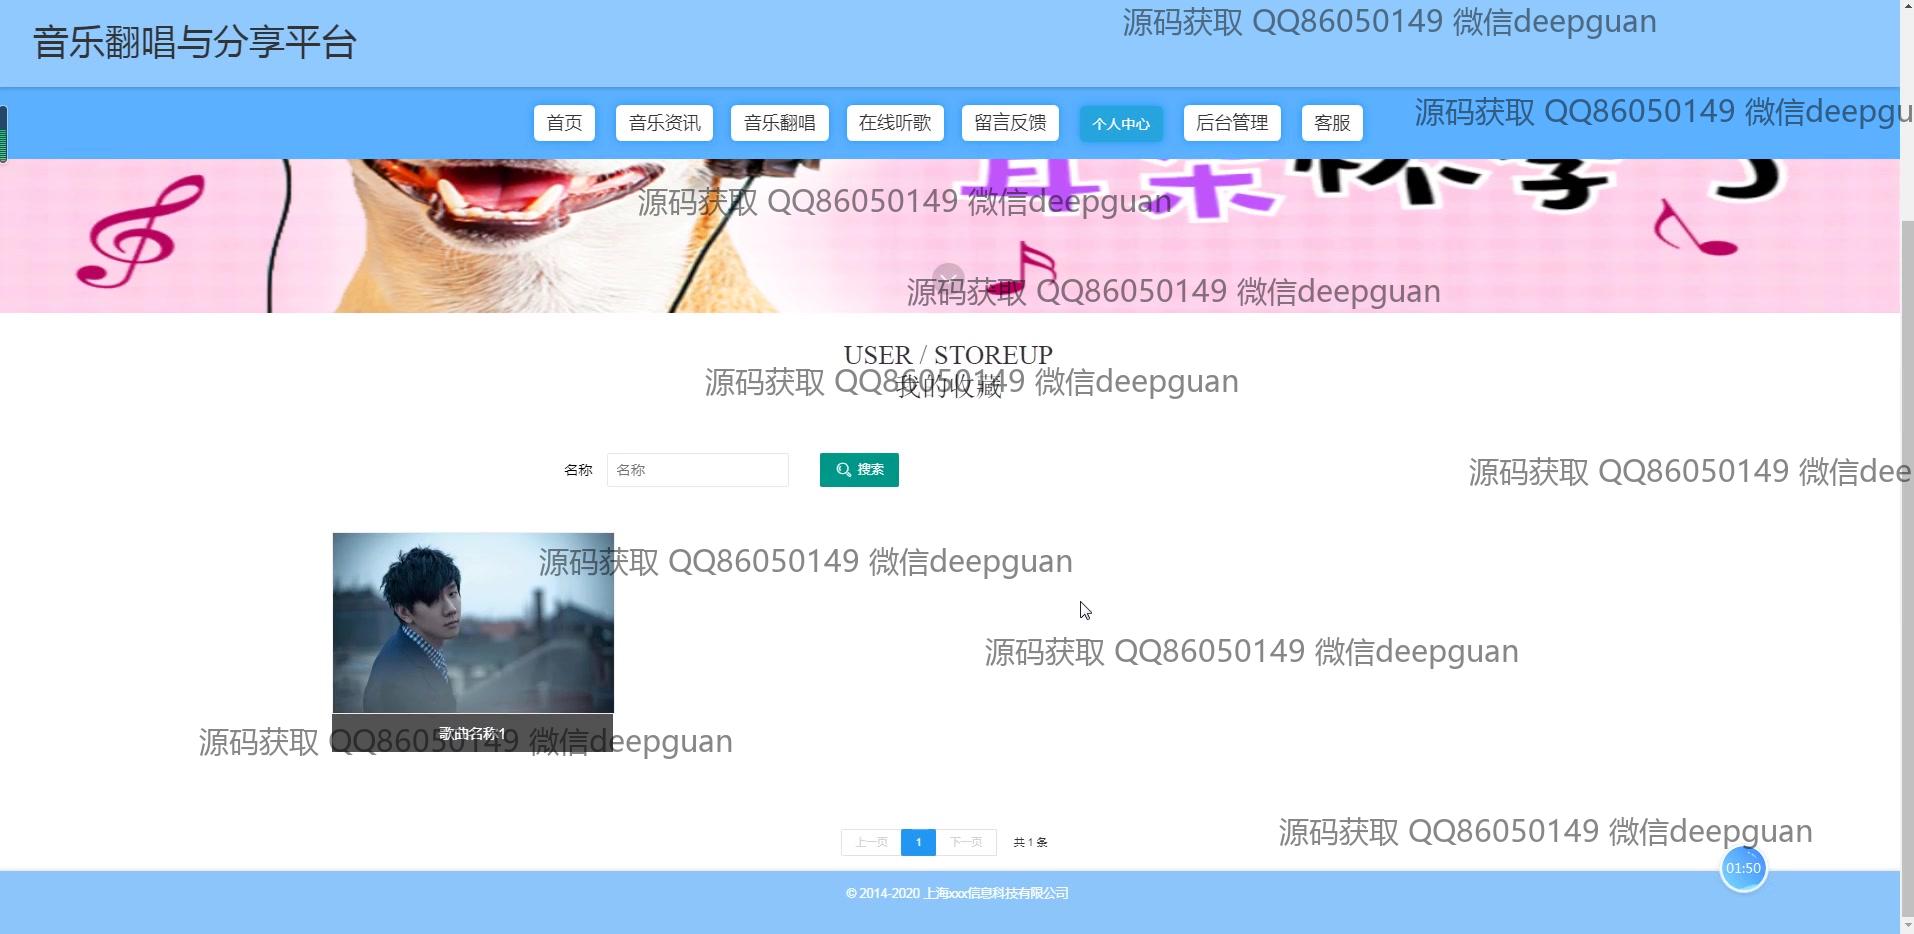 音乐翻唱与分享平台
源码获取 QQ86050149 微信deepguan
首页 音乐资讯 音乐翻唱 在线听歌 留言反馈 个人中心 后台管理 客服
源码获取 QQ86050149 微信deepgu
源码获取 QQ86050149 微信deepguan
源码获取 QQ86050149 微信deepguan
USER / STOREUP
源码获取 QQ86050149 微信deepguan
我的收藏
名称 名称 搜索
源码获取 QQ86050149 微信dee
源码获取 QQ86050149 微信deepguan
源码获取 QQ86050149 微信deepguan
歌曲名称1
源码获取 QQ86050149 微信deepguan
源码获取 QQ86050149 微信deepguan
上一页 1 下一页 共 1 条
01:50
© 2014-2020 上海xxx信息科技有限公司